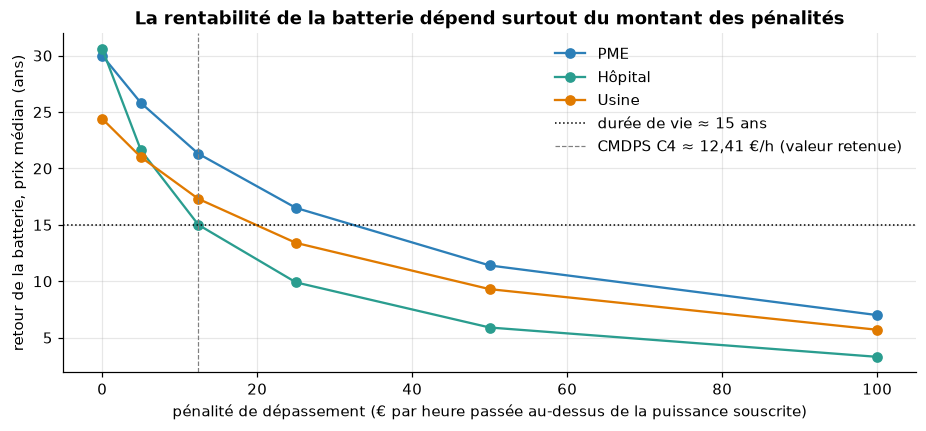 La rentabilité de la batterie dépend surtout du montant des pénalités
retour de la batterie, prix médian (ans)
30
25
20
15
10
5
PME
Hôpital
Usine
durée de vie ≈ 15 ans
CMDPS C4 ≈ 12,41 €/h (valeur retenue)
0
20
40
60
80
100
pénalité de dépassement (€ par heure passée au-dessus de la puissance souscrite)